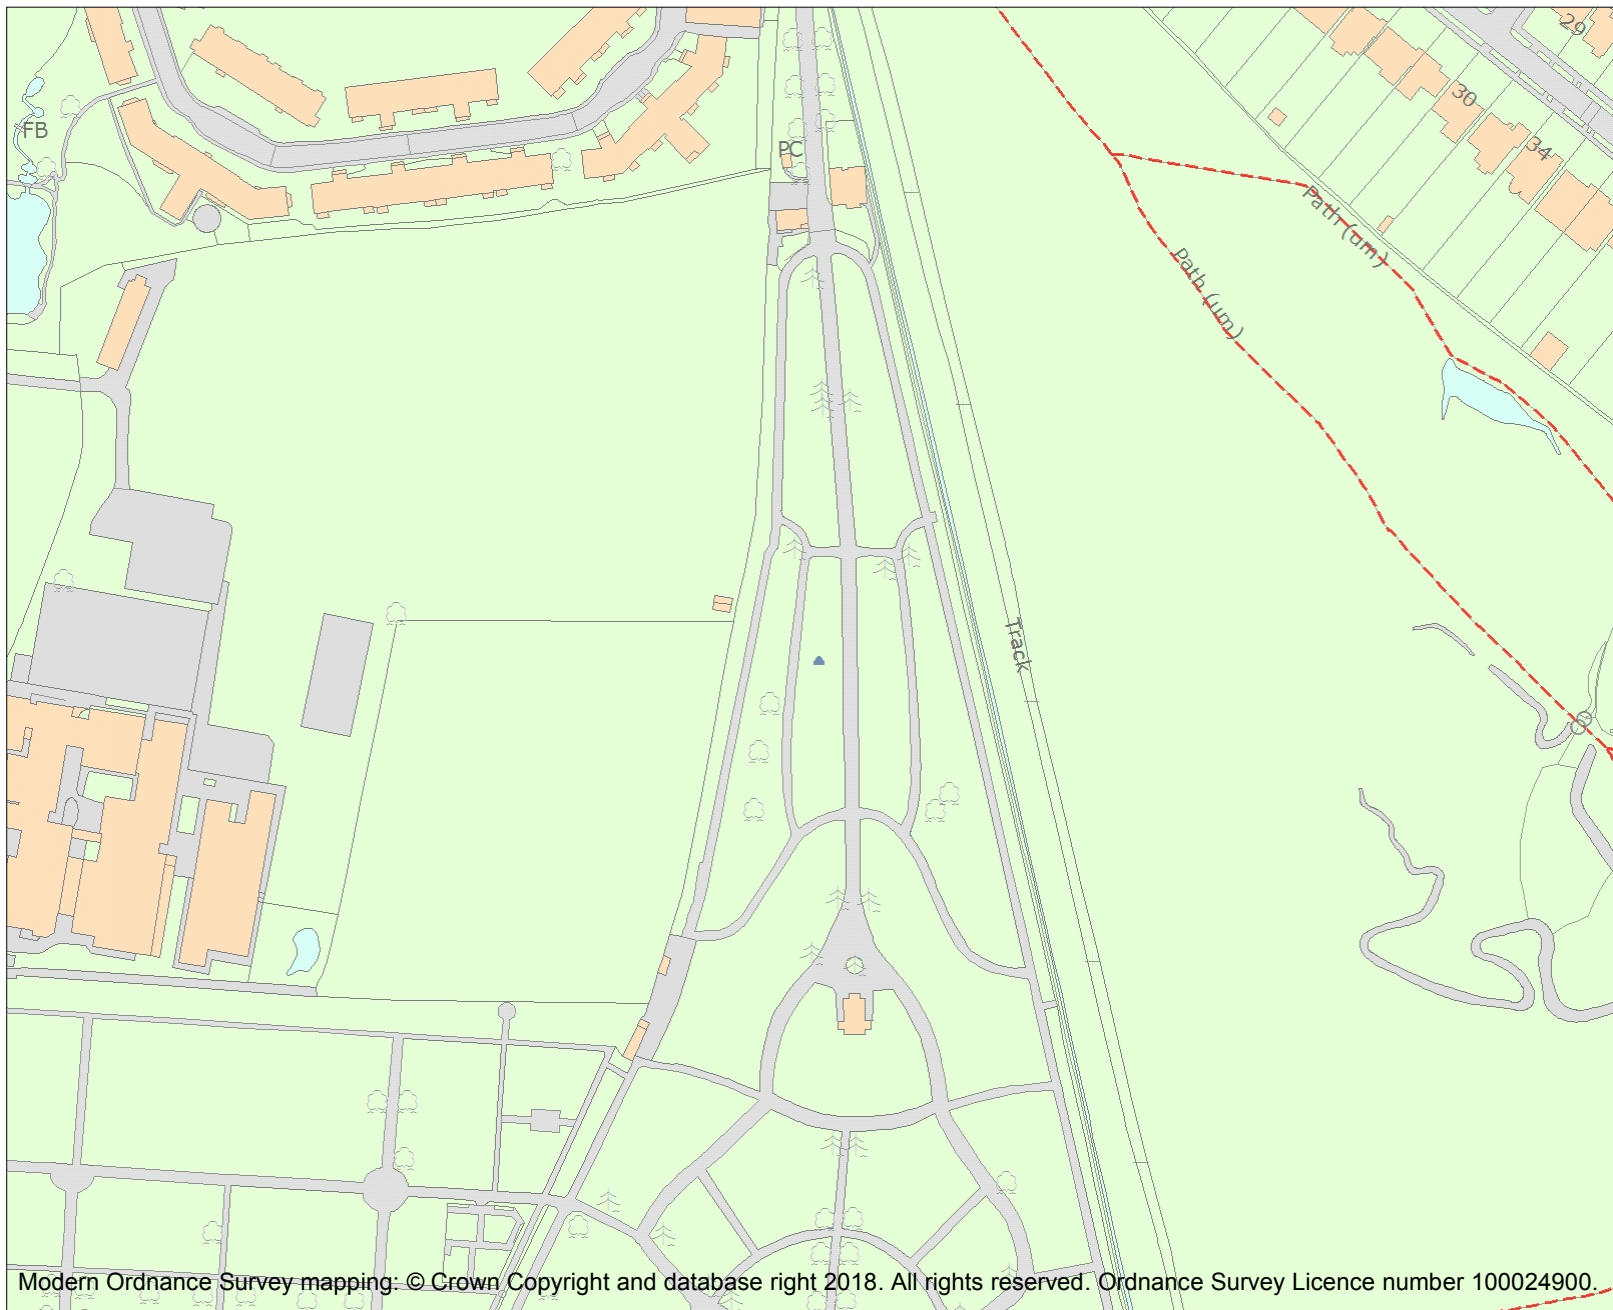 29
30
34
FB
PC
Path (um)
Path (um)
Track
Modern Ordnance Survey mapping: © Crown Copyright and database right 2018. All rights reserved. Ordnance Survey Licence number 100024900.